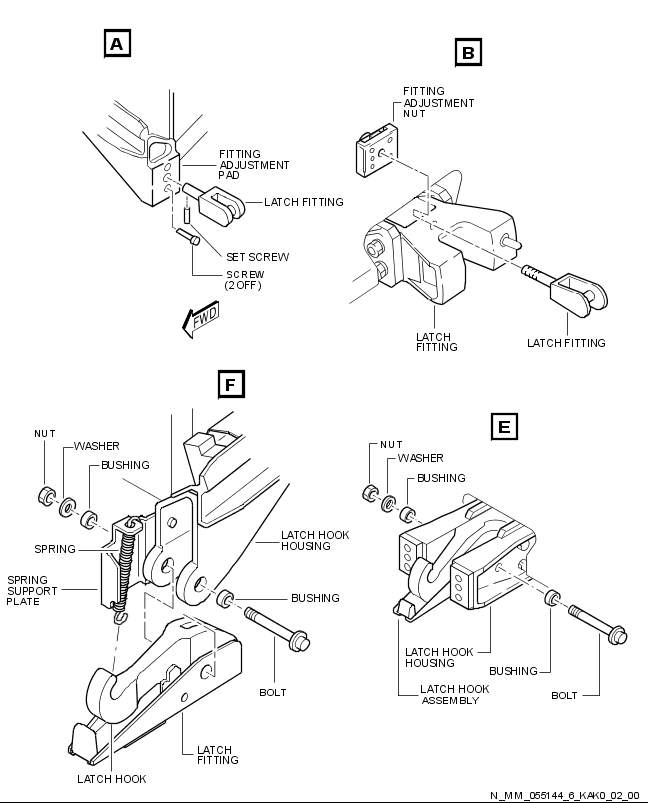 A
FITTING
ADJUSTMENT
PAD
LATCH FITTING
SET SCREW
SCREW
(2 OFF)
FWD
B
FITTING
ADJUSTMENT
NUT
LATCH
FITTING
LATCH FITTING
F
NUT
WASHER
BUSHING
SPRING
SPRING
SUPPORT
PLATE
LATCH HOOK
HOUSING
BUSHING
BOLT
LATCH
FITTING
LATCH HOOK
E
NUT
WASHER
BUSHING
LATCH HOOK
HOUSING
BUSHING
LATCH HOOK
ASSEMBLY
BOLT
N_MM_055144_6_KAK0_02_00